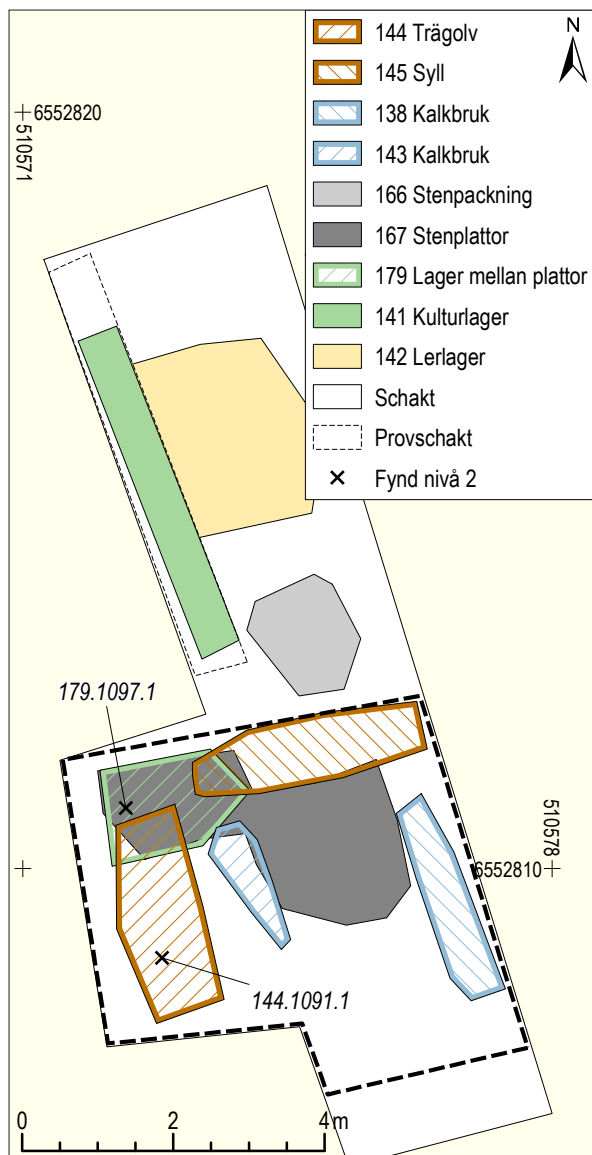 N
144 Trägolv
145 Syll
138 Kalkbruk
143 Kalkbruk
166 Stenpackning
167 Stenplattor
179 Lager mellan plattor
141 Kulturlager
142 Lerlager
Schakt
Provschakt
Fynd nivå 2
6552820
510571
179.1097.1
510578
6552810
144.1091.1
0 2 4 m